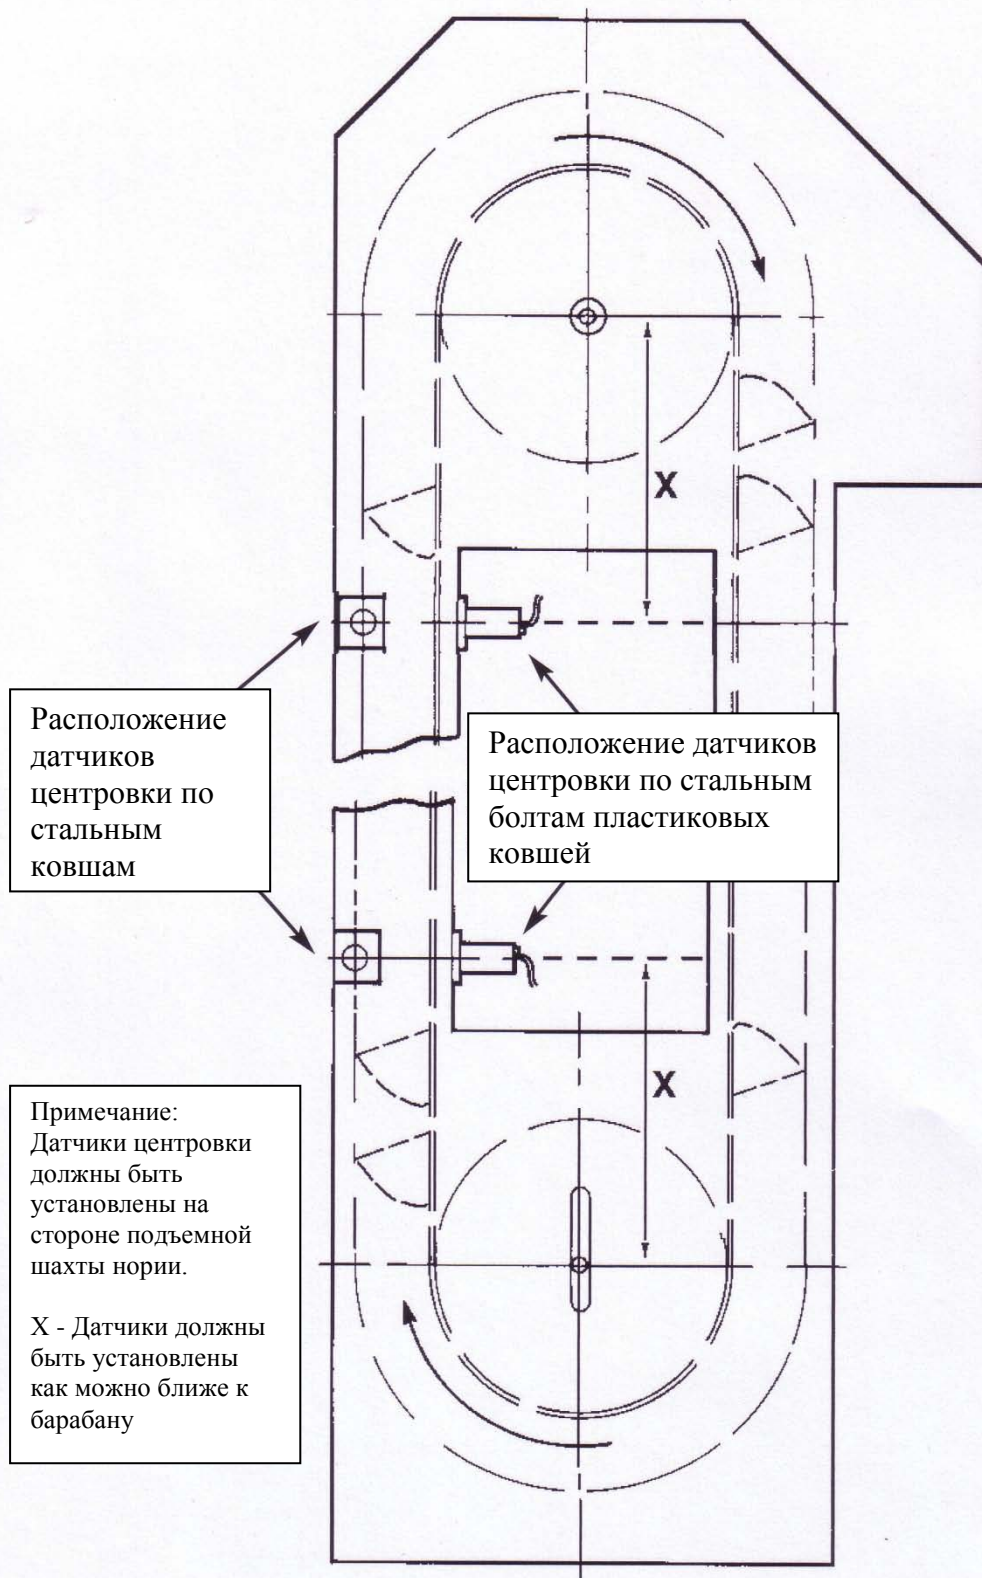 X
Расположение
датчиков
центровки по
стальным
ковшам
Расположение датчиков
центровки по стальным
болтам пластиковых
ковшей
X
Примечание:
Датчики центровки
должны быть
установлены на
стороне подъемной
шахты нории.
X - Датчики должны
быть установлены
как можно ближе к
барабану